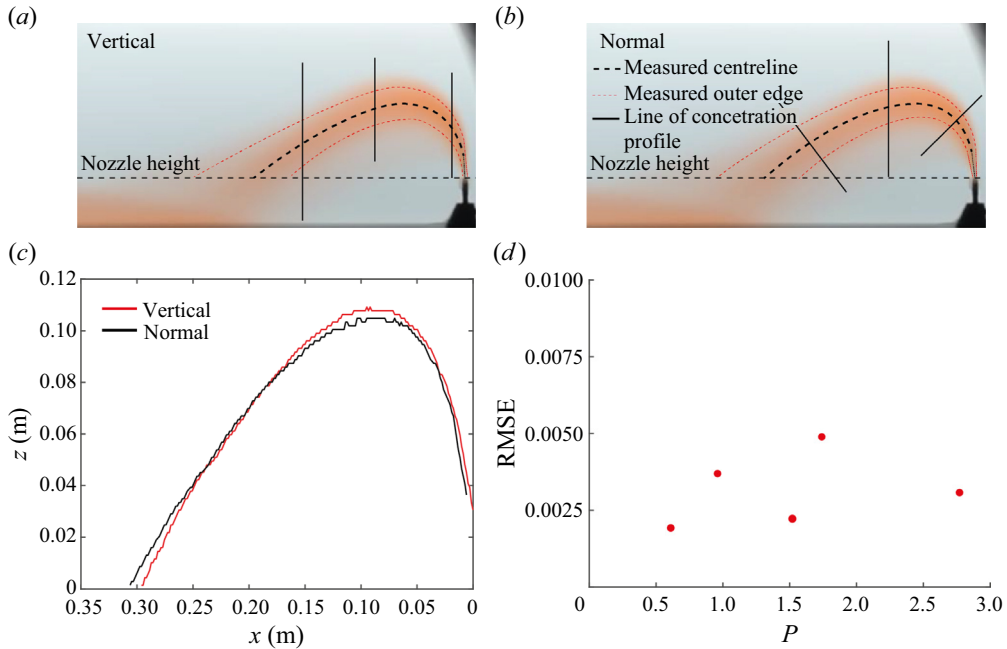 (a)
Vertical
Nozzle height
(b)
Normal
Measured centreline
Measured outer edge
Line of concetration
profile
Nozzle height
(c)
0.12
0.10
0.08
0.06
0.04
0.02
0
z (m)
Vertical
Normal
0.35
0.30
0.25
0.20
0.15
0.10
0.05
0
x (m)
(d)
0.0100
0.0075
0.0050
0.0025
RMSE
0
0.5
1.0
1.5
2.0
2.5
3.0
P